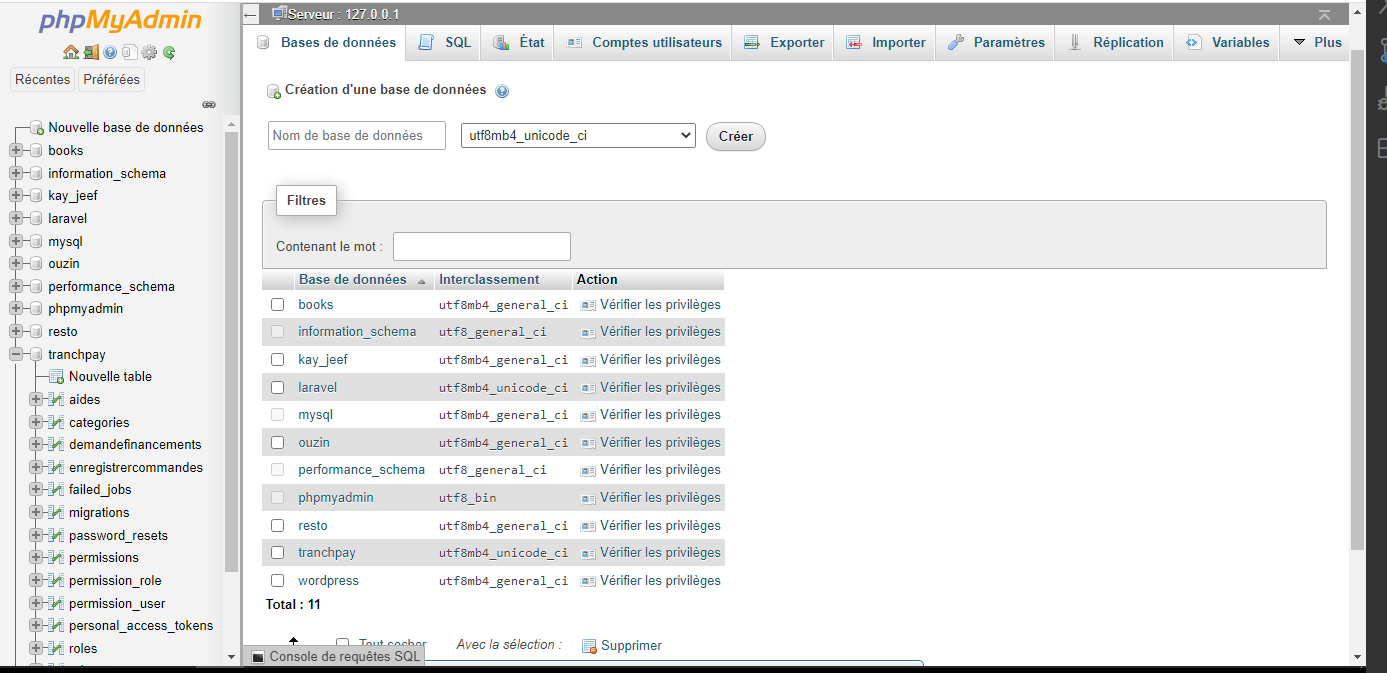 phpMyAdmin
Récentes Préférées
Nouvelle base de données
books
information_schema
kay_jeef
laravel
mysql
ouzin
performance_schema
phpmyadmin
resto
tranchpay
Nouvelle table
aides
categories
demandefinancements
enregistrercommandes
failed_jobs
migrations
password_resets
permissions
permission_role
permission_user
personal_access_tokens
roles
Serveur : 127.0.0.1
Bases de données SQL État Comptes utilisateurs Exporter Importer Paramètres Réplication Variables Plus
Création d'une base de données
Nom de base de données utf8mb4_unicode_ci Créer
Filtres
Contenant le mot :
Base de données Interclassement Action
books utf8mb4_general_ci Vérifier les privilèges
information_schema utf8_general_ci Vérifier les privilèges
kay_jeef utf8mb4_general_ci Vérifier les privilèges
laravel utf8mb4_unicode_ci Vérifier les privilèges
mysql utf8mb4_general_ci Vérifier les privilèges
ouzin utf8mb4_general_ci Vérifier les privilèges
performance_schema utf8_general_ci Vérifier les privilèges
phpmyadmin utf8_bin Vérifier les privilèges
resto utf8mb4_general_ci Vérifier les privilèges
tranchpay utf8mb4_unicode_ci Vérifier les privilèges
wordpress utf8mb4_general_ci Vérifier les privilèges
Total : 11
Tout cocher Avec la sélection : Supprimer
Console de requêtes SQL